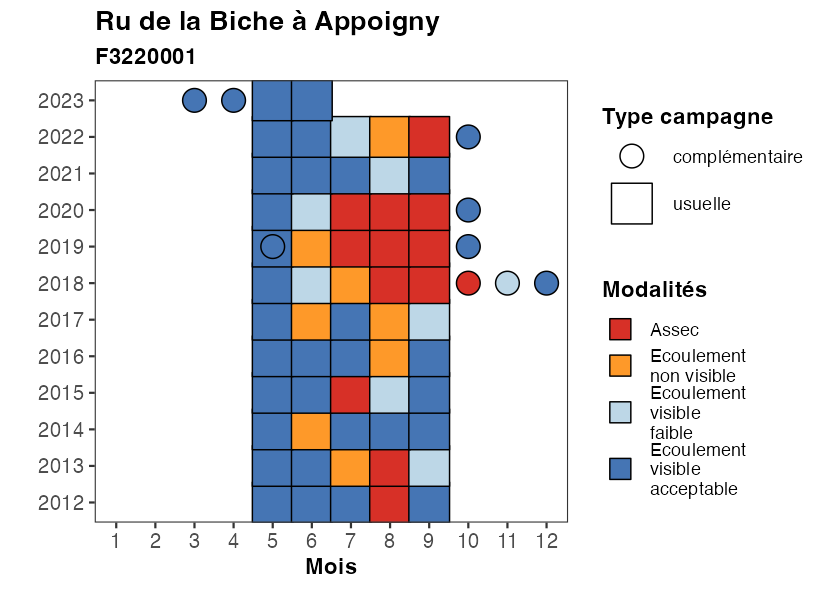 Ru de la Biche à Appoigny
F3220001
2023
2022
2021
2020
2019
2018
2017
2016
2015
2014
2013
2012
1 2 3 4 5 6 7 8 9 10 11 12
Mois
Type campagne
complémentaire
usuelle
Modalités
Assec
Ecoulement
non visible
Ecoulement
visible
faible
Ecoulement
visible
acceptable